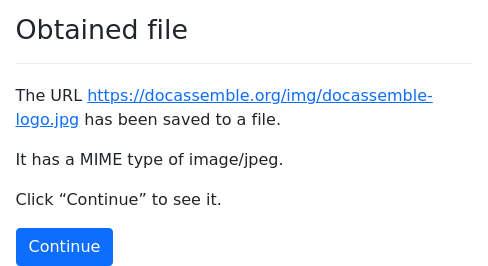 Obtained file
The URL https://docassemble.org/img/docassemble-
logo.jpg has been saved to a file.
It has a MIME type of image/jpeg.
Click “Continue” to see it.
Continue